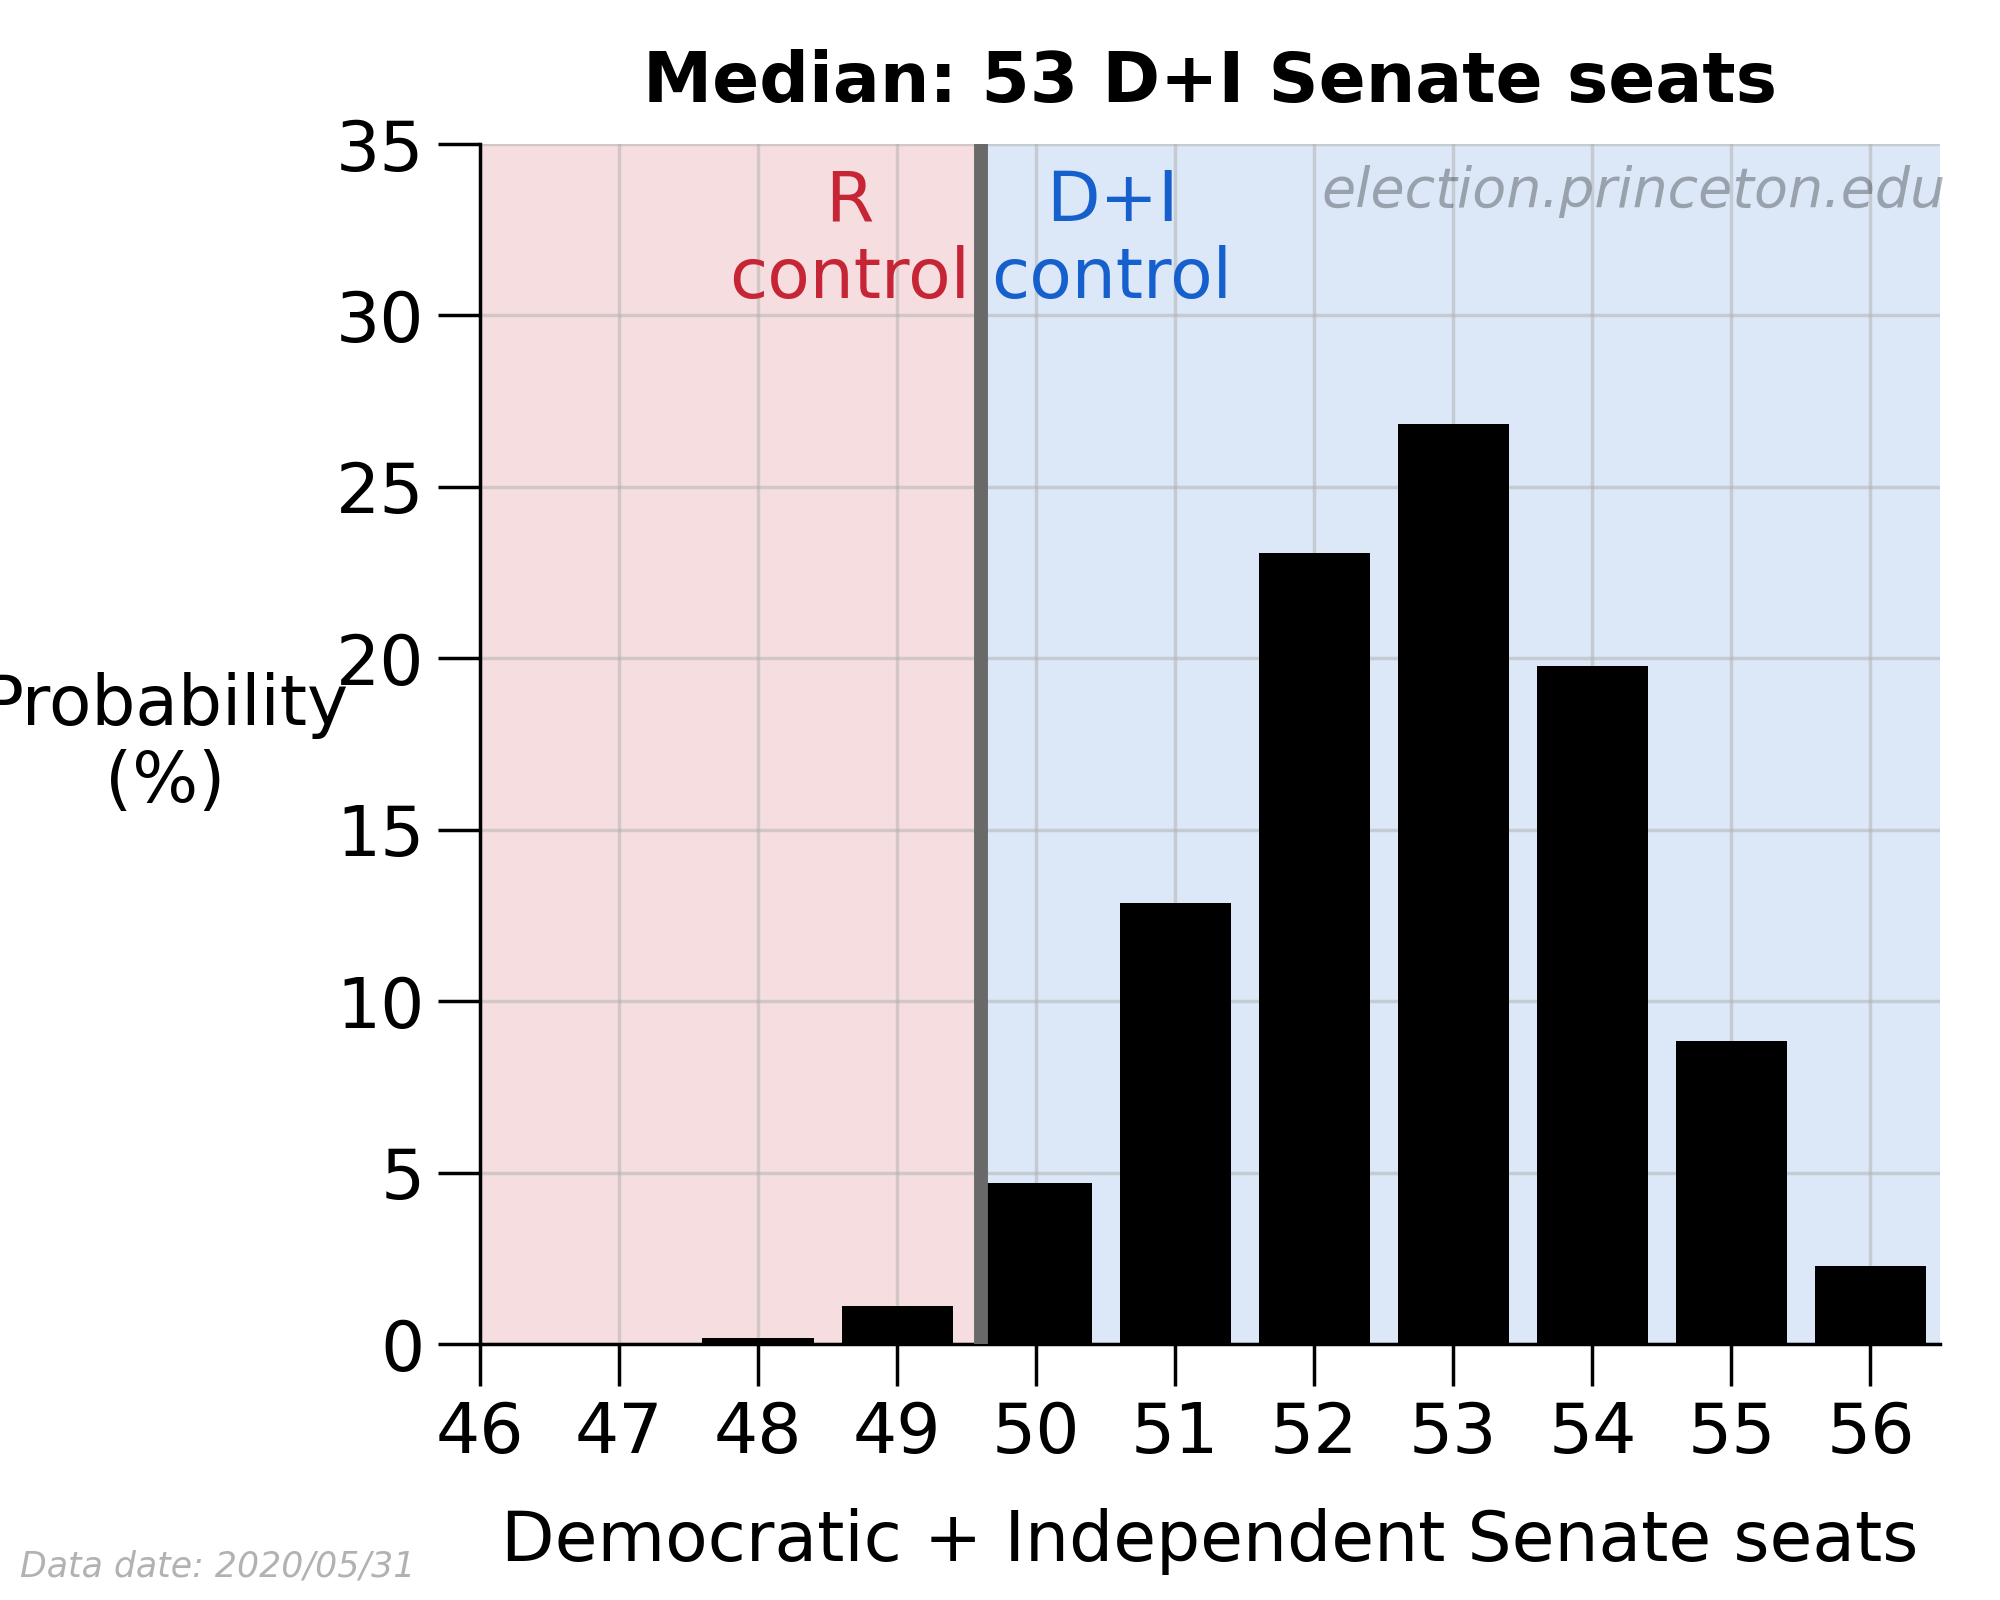 Median: 53 D+I Senate seats
35
30
25
20
15
10
5
0
Probability
(%)
R
control
D+I
control
election.princeton.edu
46 47 48 49 50 51 52 53 54 55 56
Democratic + Independent Senate seats
Data date: 2020/05/31